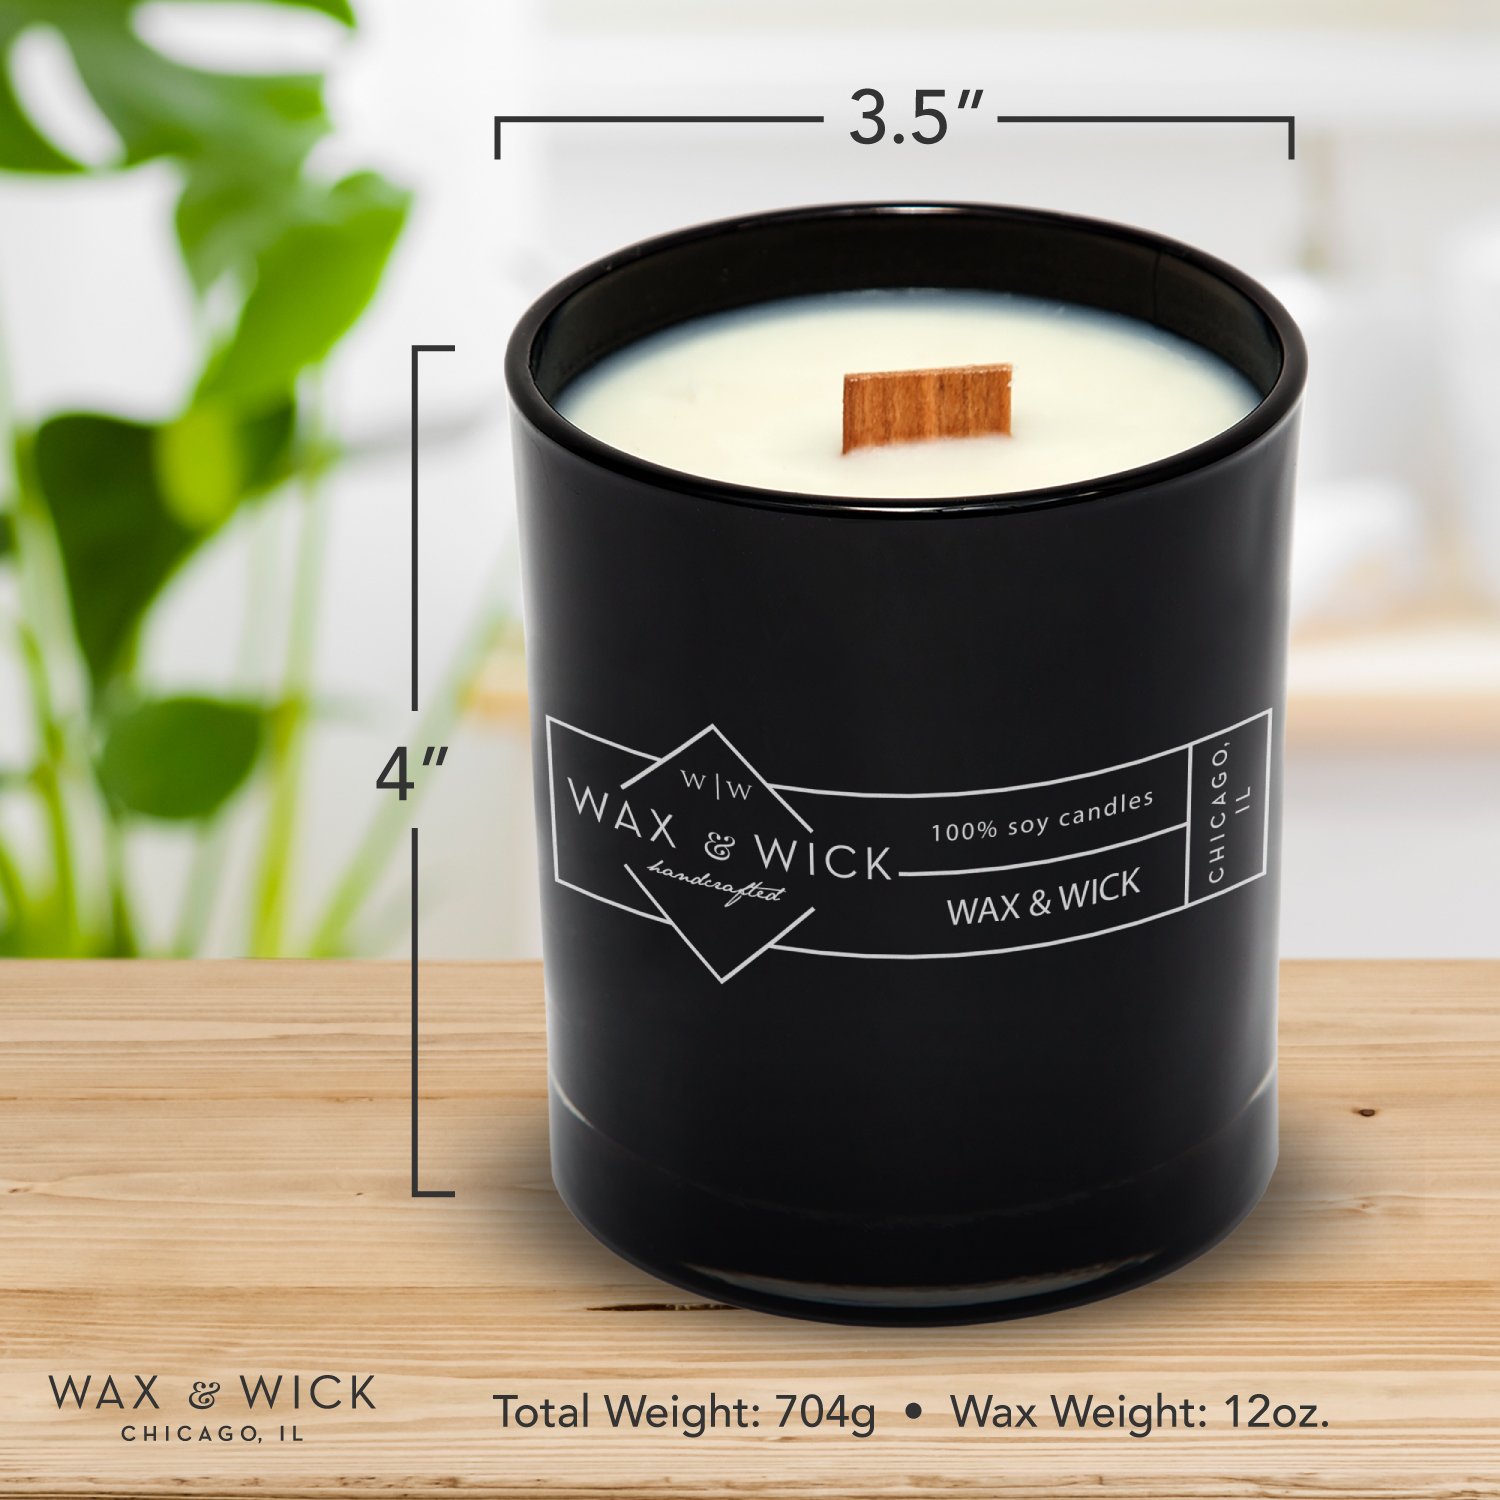 3.5”
4”
W|W
WAX & WICK
handcrafted
100% soy candles
WAX & WICK
CHICAGO,
IL
WAX & WICK
CHICAGO, IL
Total Weight: 704g • Wax Weight: 12oz.